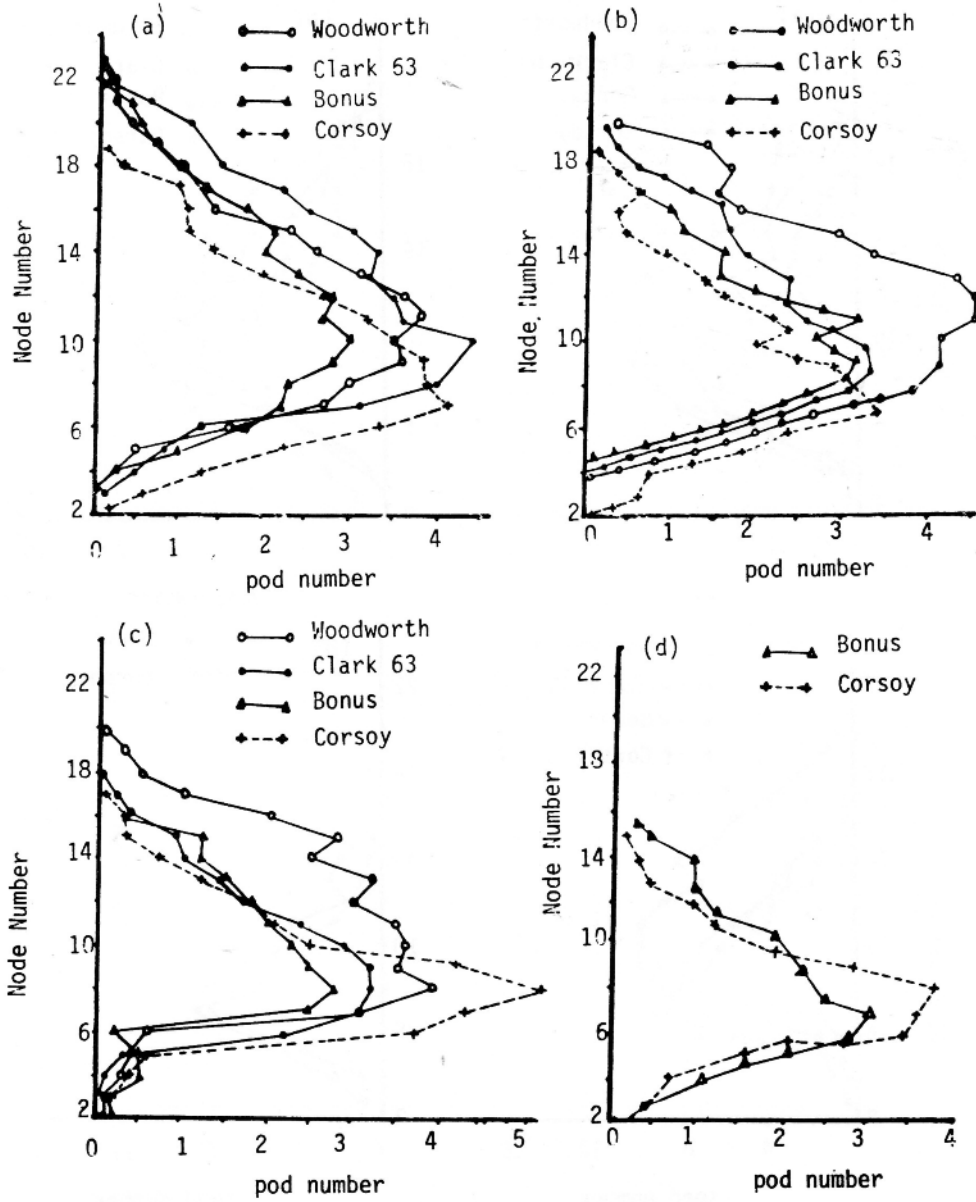 (a)
Woodworth
Clark 63
Bonus
Corsoy
Node Number
22
18
14
10
6
2
0 1 2 3 4
pod number
(b)
Woodworth
Clark 63
Bonus
Corsoy
Node Number
22
18
14
10
6
2
0 1 2 3 4
pod number
(c)
Woodworth
Clark 63
Bonus
Corsoy
Node Number
22
18
14
10
6
2
0 1 2 3 4 5
pod number
(d)
Bonus
Corsoy
Node Number
22
18
14
10
6
2
0 1 2 3 4
pod number